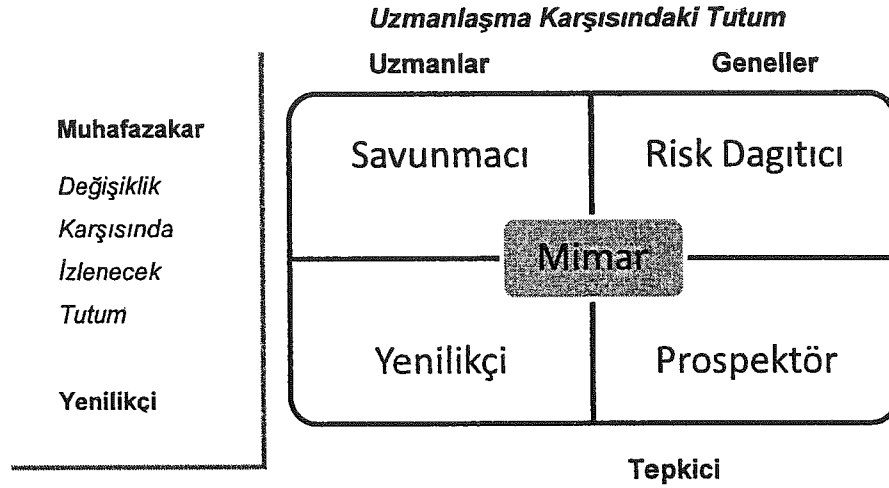 Uzmanlaşma Karşısındaki Tutum
Uzmanlar Geneller
Muhafazakar
Değişiklik
Karşısında
İzlenecek
Tutum
Yenilikçi
Savunmacı Risk Dagıtıcı
Mimar
Yenilikçi Prospektör
Tepkici